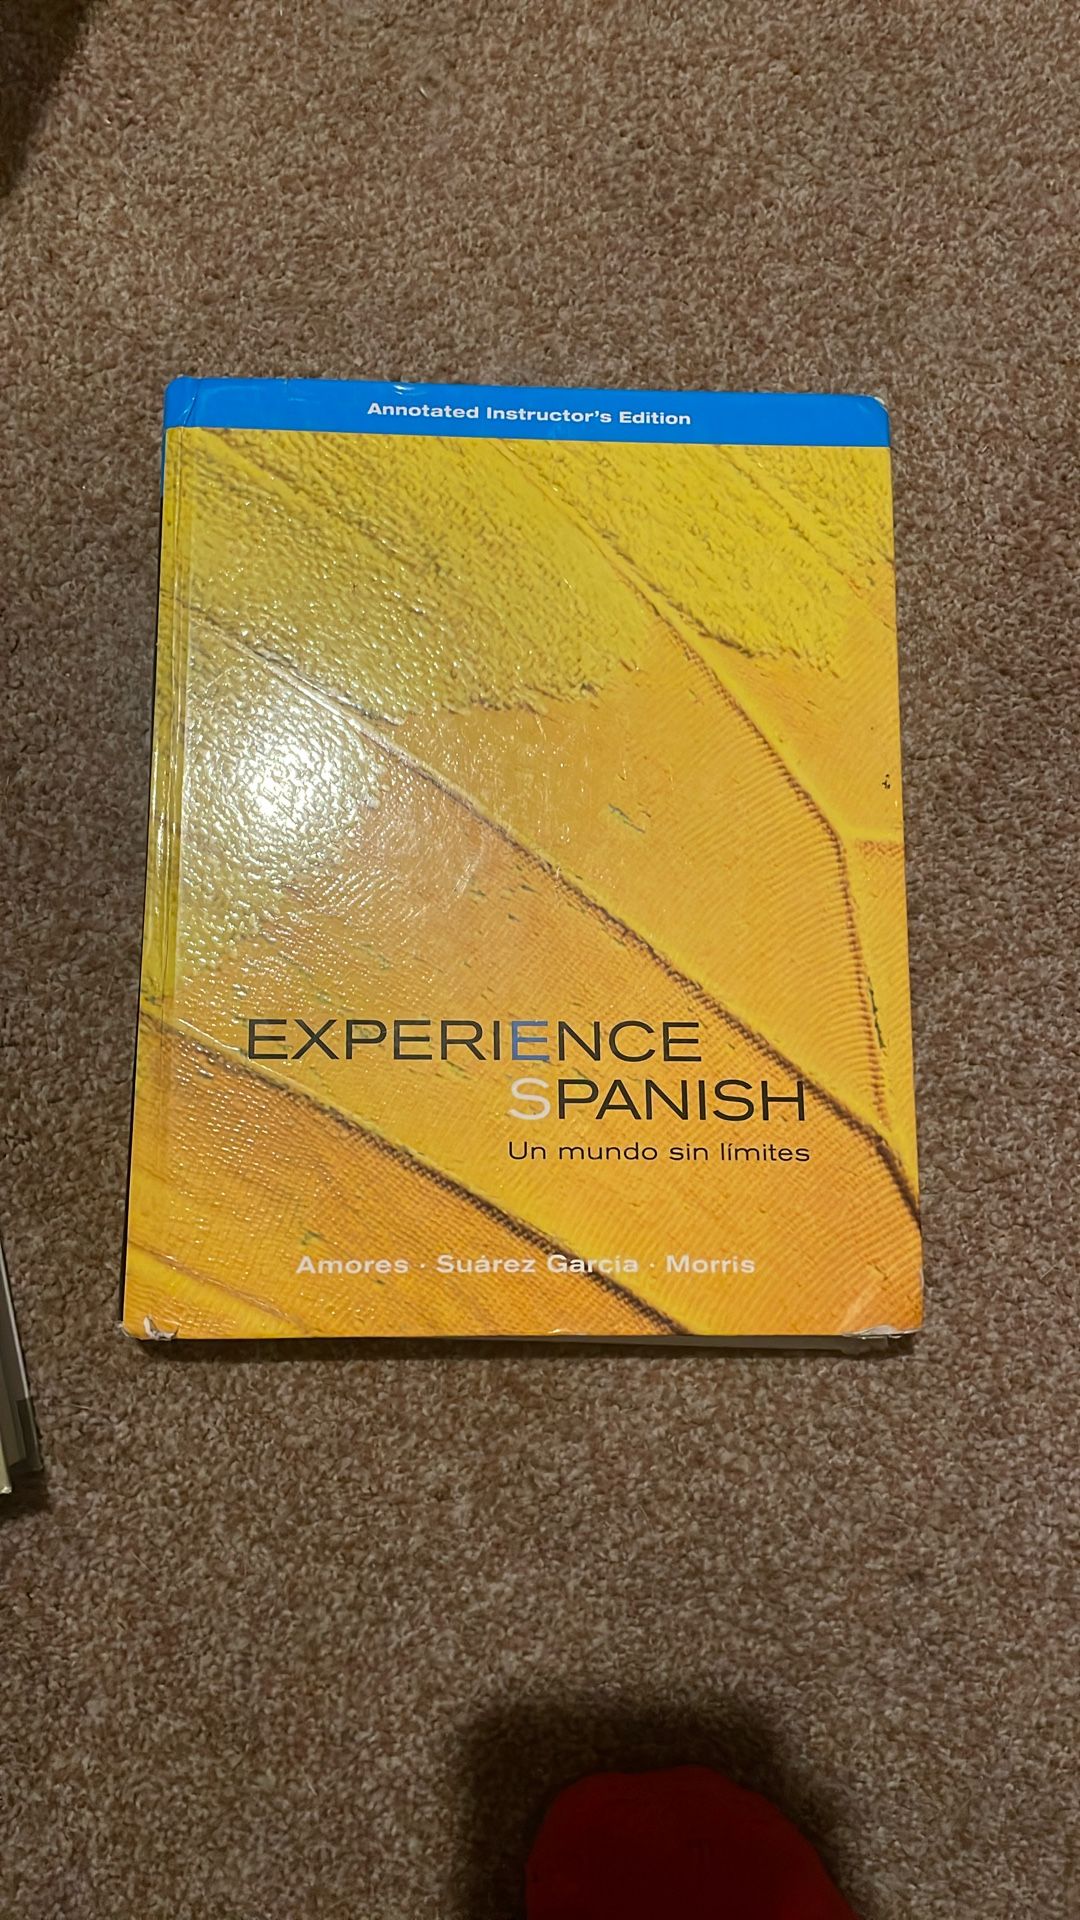 Annotated Instructor's Edition
EXPERIENCE
SPANISH
Un mundo sin límites
Amores · Suárez García · Morris